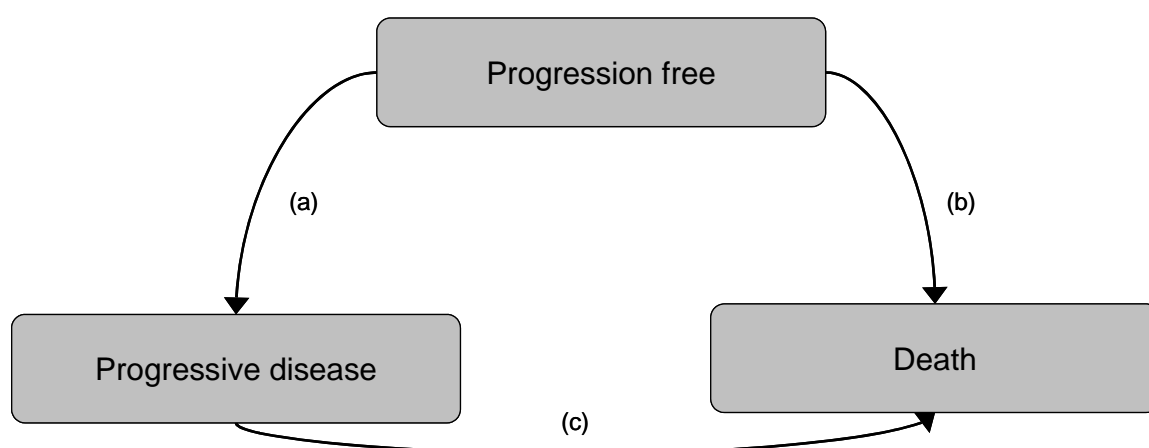 Progression free
(a)
(b)
Progressive disease
Death
(c)